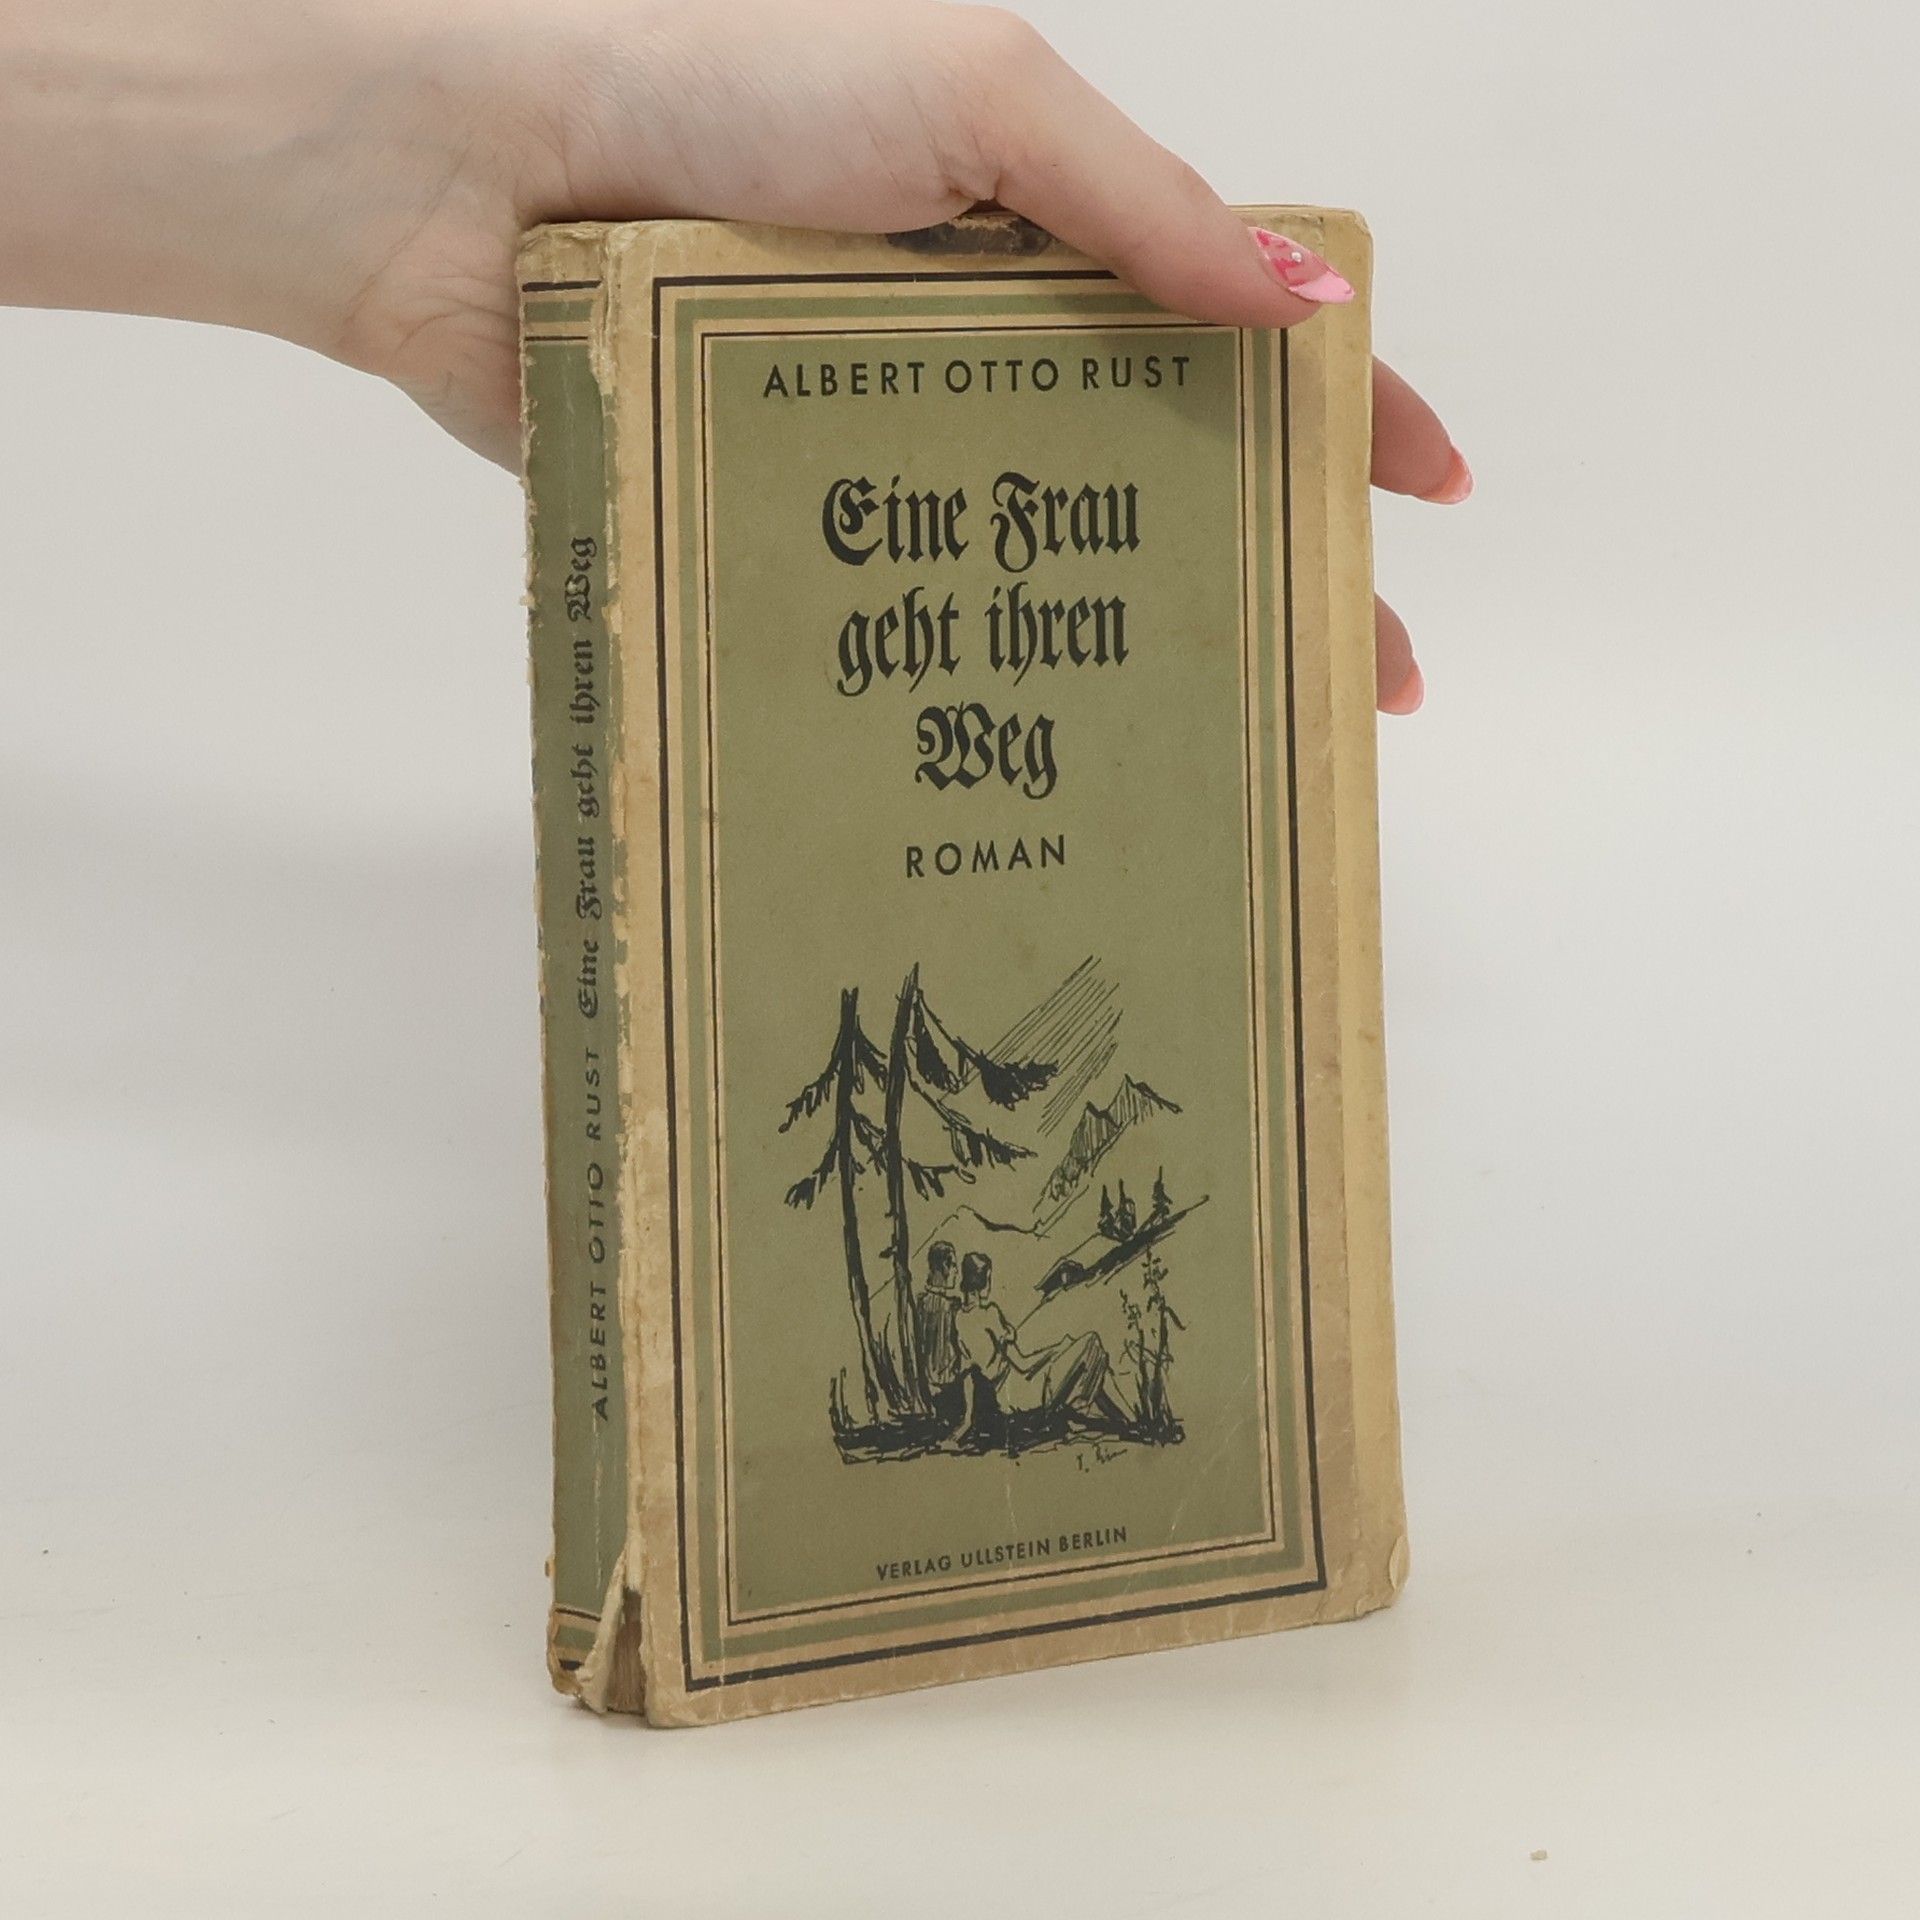 ALBERT OTTO RUST
Eine Frau
geht ihren
Weg
ROMAN
VERLAG ULLSTEIN BERLIN
ALBERT OTTO RUST Eine Frau geht ihren Weg